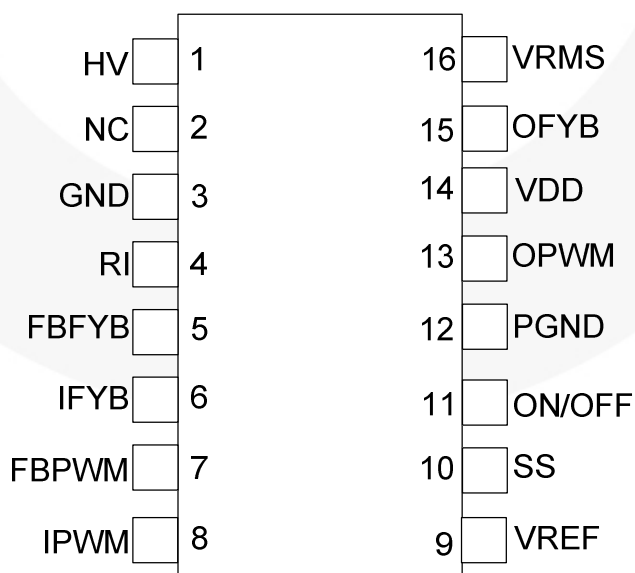 HV 1 16 VRMS
NC 2 15 OFYB
GND 3 14 VDD
RI 4 13 OPWM
FBFYB 5 12 PGND
IFYB 6 11 ON/OFF
FBPWM 7 10 SS
IPWM 8 9 VREF